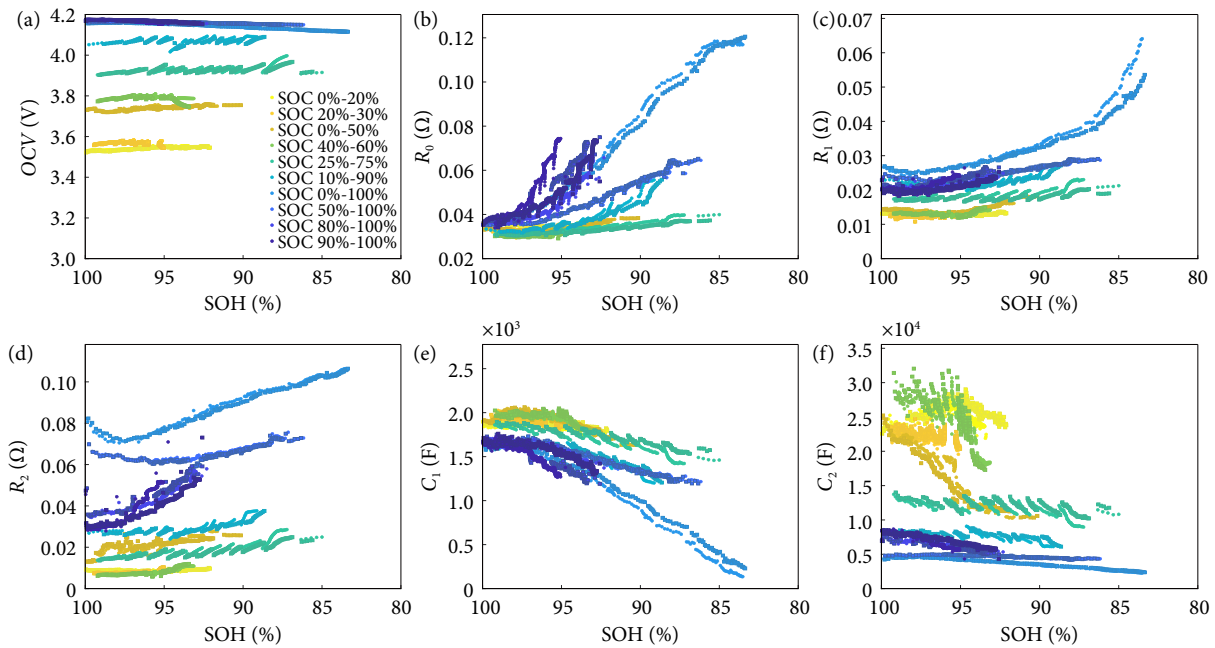 (a)
4.2
4.0
3.8
3.6
3.4
3.2
3.0
OCV (V)
SOC 0%-20%
SOC 20%-30%
SOC 0%-50%
SOC 40%-60%
SOC 25%-75%
SOC 10%-90%
SOC 0%-100%
SOC 50%-100%
SOC 80%-100%
SOC 90%-100%
100 95 90 85 80
SOH (%)
(b)
0.12
0.10
0.08
0.06
0.04
0.02
R0 (Ω)
100 95 90 85 80
SOH (%)
(c)
0.07
0.06
0.05
0.04
0.03
0.02
0.01
0
R1 (Ω)
100 95 90 85 80
SOH (%)
(d)
0.10
0.08
0.06
0.04
0.02
0
R2 (Ω)
100 95 90 85 80
SOH (%)
(e)
×10³
2.5
2.0
1.5
1.0
0.5
0
C1 (F)
100 95 90 85 80
SOH (%)
(f)
×10⁴
3.5
3.0
2.5
2.0
1.5
1.0
0.5
0
C2 (F)
100 95 90 85 80
SOH (%)